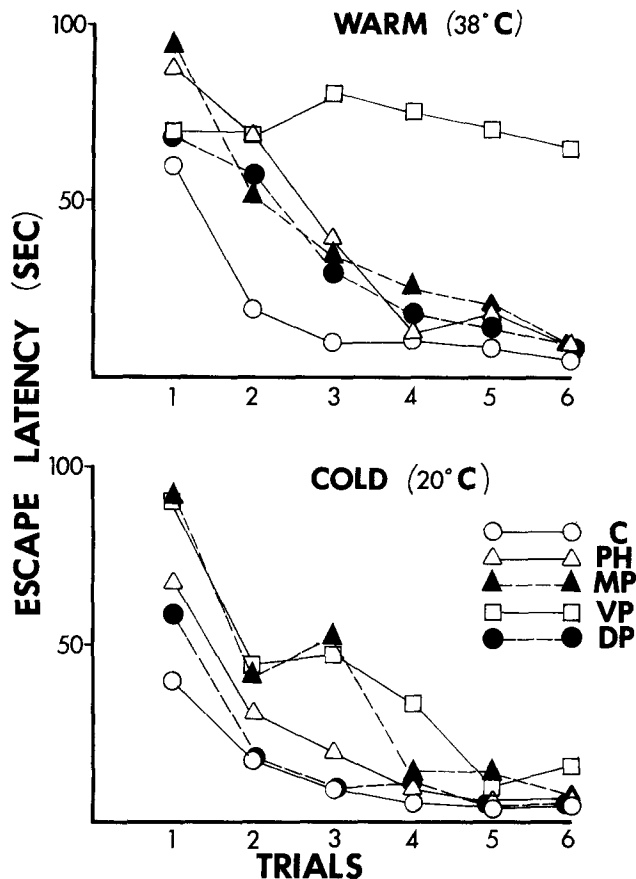 WARM (38°C)
100
50
1 2 3 4 5 6
ESCAPE LATENCY (SEC)
COLD (20°C)
100
50
C
PH
MP
VP
DP
1 2 3 4 5 6
TRIALS